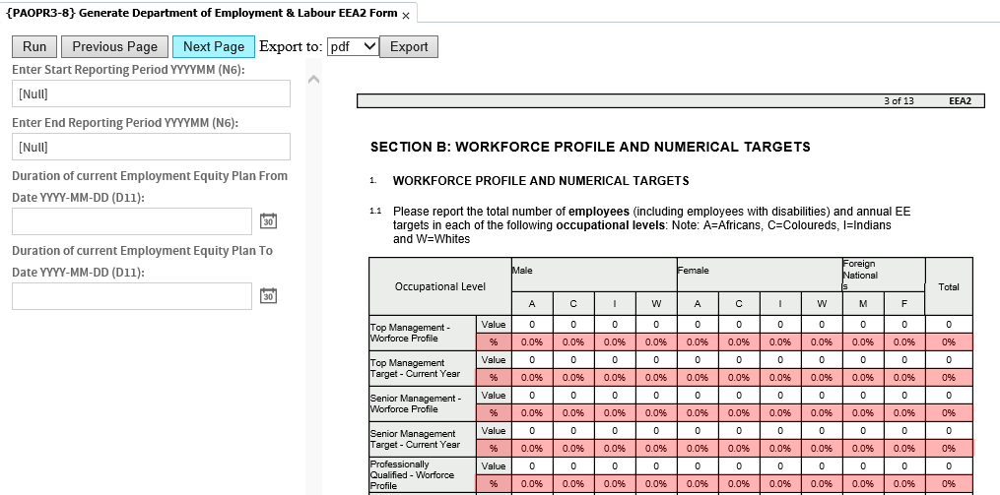 {PAOPR3-8} Generate Department of Employment & Labour EEA2 Form x
Run Previous Page Next Page Export to: pdf Export
Enter Start Reporting Period YYYYMM (N6):
[Null]
Enter End Reporting Period YYYYMM (N6):
[Null]
Duration of current Employment Equity Plan From
Date YYYY-MM-DD (D11):
30
Duration of current Employment Equity Plan To
Date YYYY-MM-DD (D11):
30
3 of 13 EEA2
SECTION B: WORKFORCE PROFILE AND NUMERICAL TARGETS
1. WORKFORCE PROFILE AND NUMERICAL TARGETS
1.1 Please report the total number of employees (including employees with disabilities) and annual EE
targets in each of the following occupational levels: Note: A=Africans, C=Coloureds, I=Indians
and W=Whites
Occupational Level Male Female Foreign
National
s Total
A C I W A C I W M F
Top Management -
Worforce Profile
Value 0 0 0 0 0 0 0 0 0 0 0
% 0.0% 0.0% 0.0% 0.0% 0.0% 0.0% 0.0% 0.0% 0.0% 0.0% 0%
Top Management
Target - Current Year
Value 0 0 0 0 0 0 0 0 0 0 0
% 0.0% 0.0% 0.0% 0.0% 0.0% 0.0% 0.0% 0.0% 0.0% 0.0% 0%
Senior Management -
Worforce Profile
Value 0 0 0 0 0 0 0 0 0 0 0
% 0.0% 0.0% 0.0% 0.0% 0.0% 0.0% 0.0% 0.0% 0.0% 0.0% 0%
Senior Management
Target - Current Year
Value 0 0 0 0 0 0 0 0 0 0 0
% 0.0% 0.0% 0.0% 0.0% 0.0% 0.0% 0.0% 0.0% 0.0% 0.0% 0%
Professionally
Qualified - Worforce
Profile
Value 0 0 0 0 0 0 0 0 0 0 0
% 0.0% 0.0% 0.0% 0.0% 0.0% 0.0% 0.0% 0.0% 0.0% 0.0% 0%